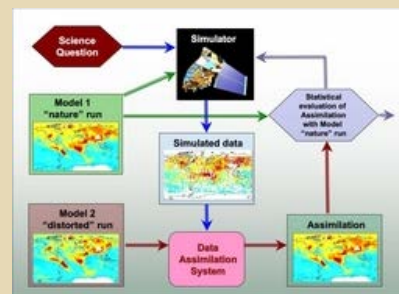 Science
Question
Simulator
Model 1
"nature" run
Statistical
evaluation of
Assimilation
with Model
"nature" run
Simulated data
Model 2
"distorted" run
Data
Assimilation
System
Assimilation